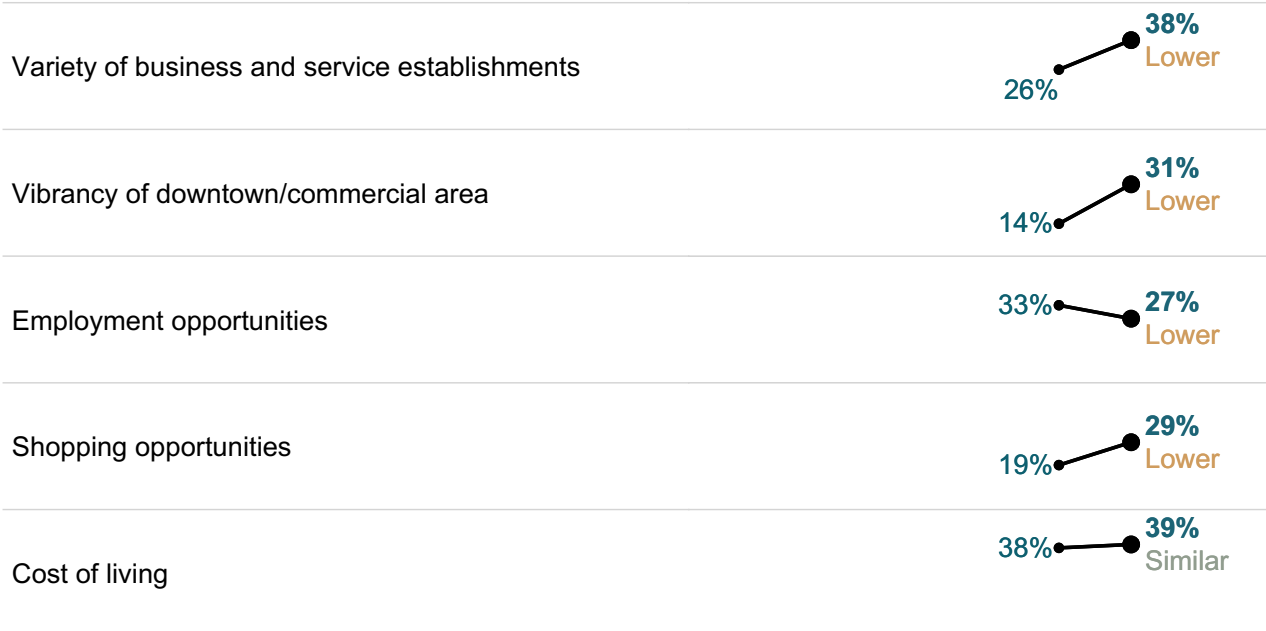 38%
Lower
Variety of business and service establishments
26%
31%
Lower
Vibrancy of downtown/commercial area
14%
33%
27%
Employment opportunities
Lower
29%
Shopping opportunities
Lower
19%
39%
38%
Similar
Cost of living